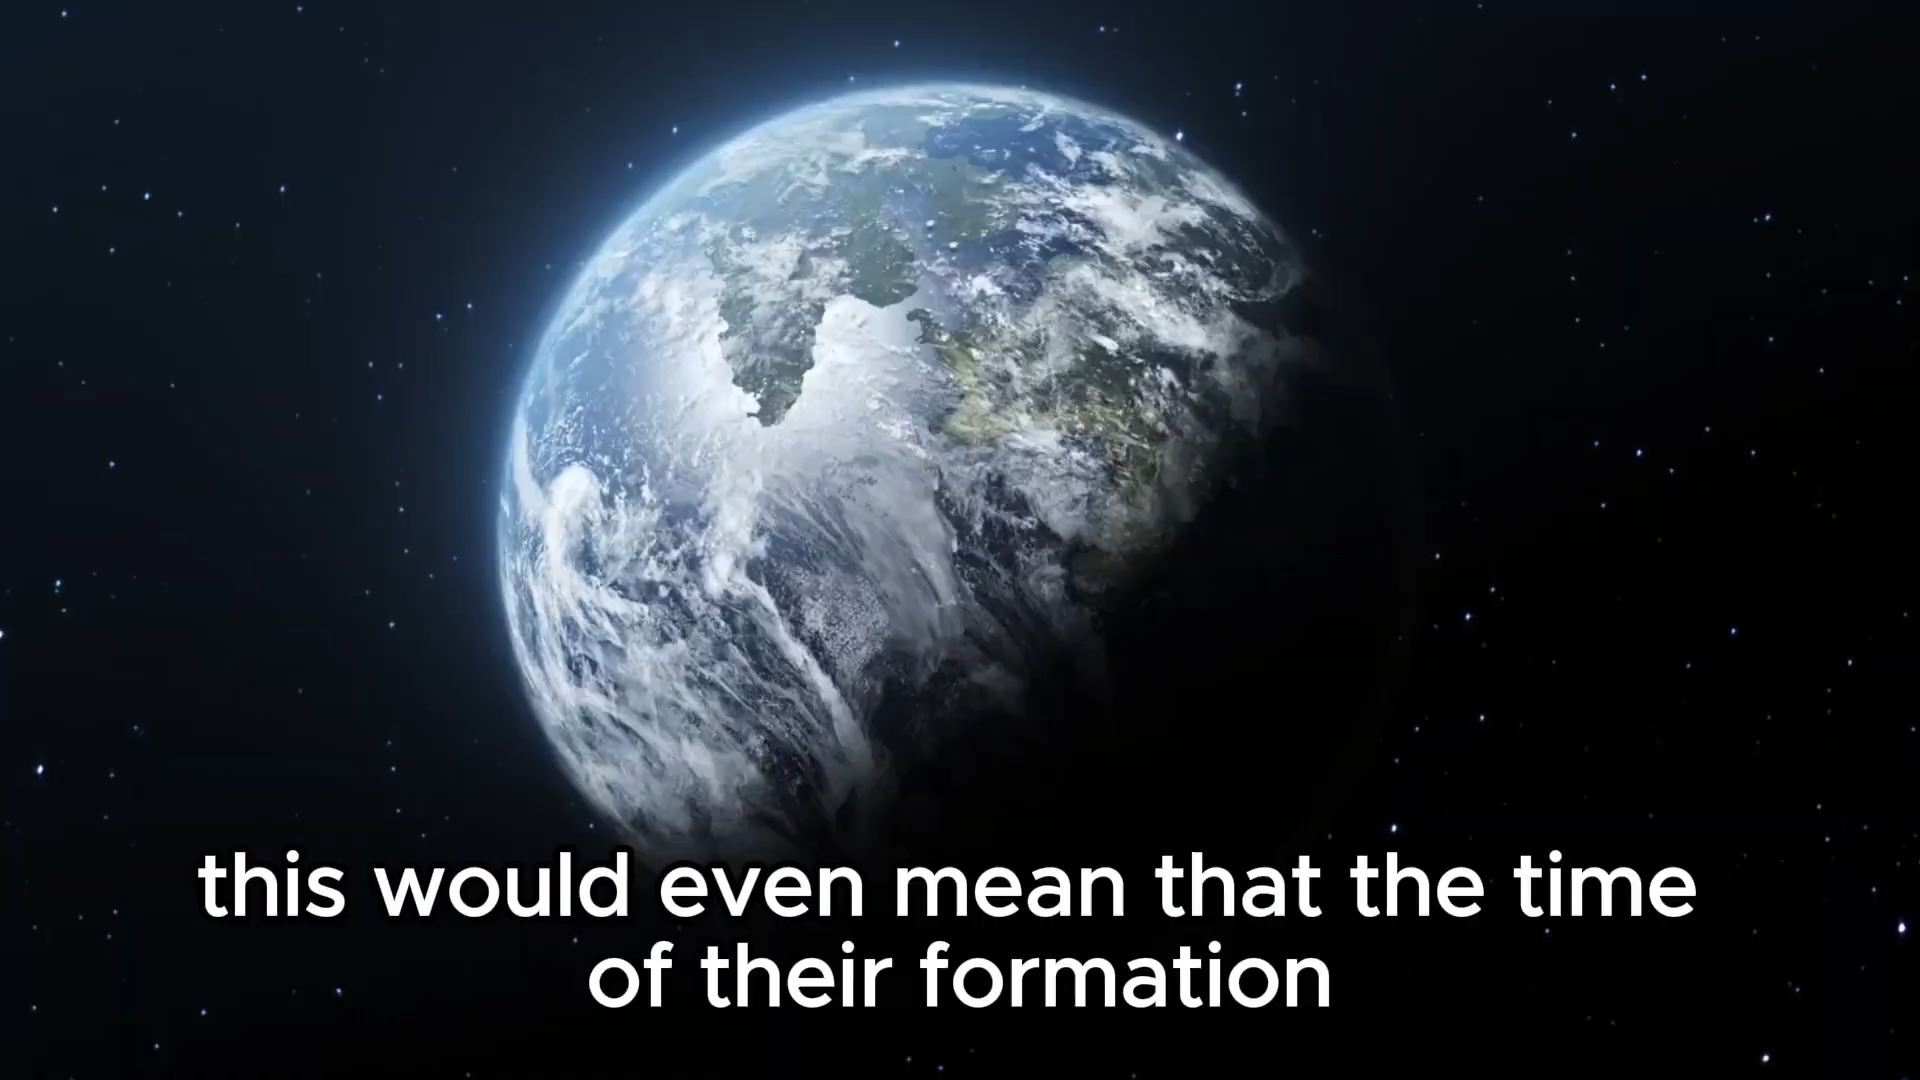 this would even mean that the time
of their formation